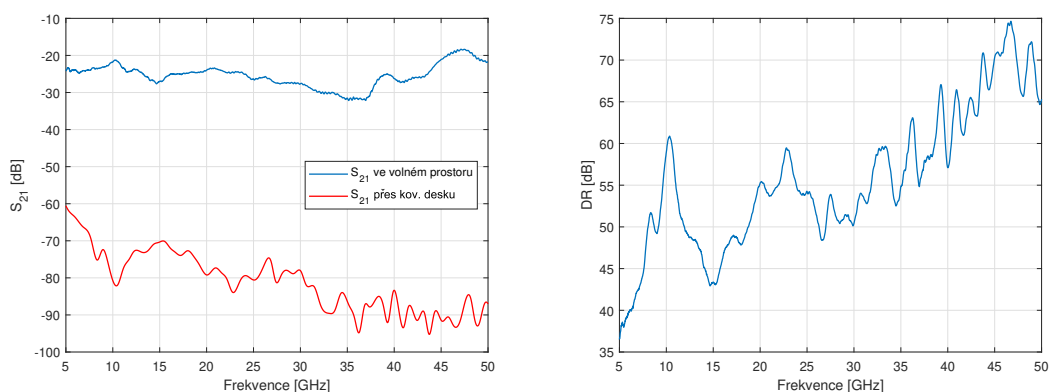 -10
-20
-30
-40
-50
-60
-70
-80
-90
-100
S21 [dB]
S21 ve volném prostoru
S21 přes kov. desku
5 10 15 20 25 30 35 40 45 50
Frekvence [GHz]
75
70
65
60
55
50
45
40
35
DR [dB]
5 10 15 20 25 30 35 40 45 50
Frekvence [GHz]